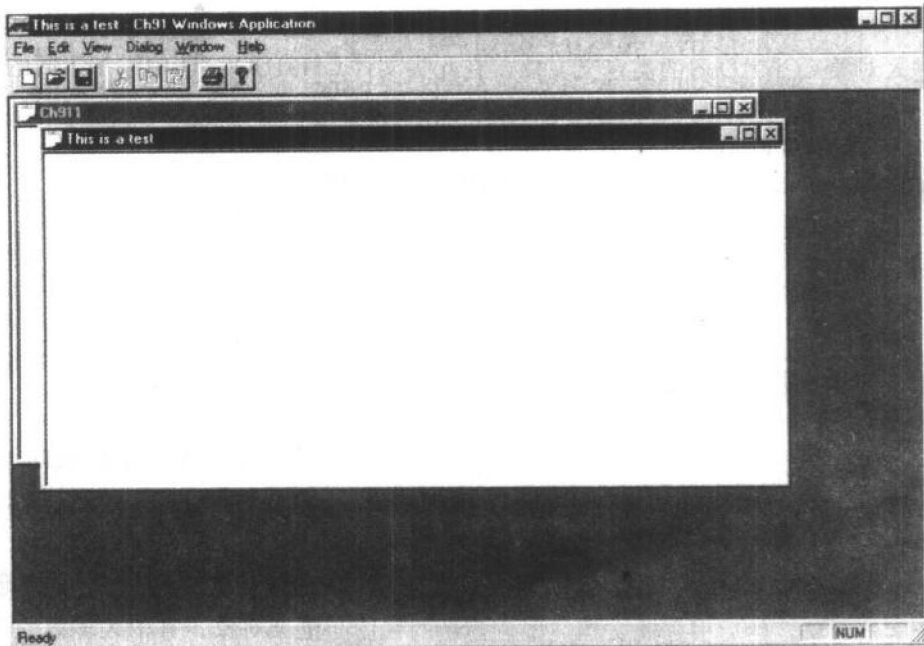 This is a test - Ch91 Windows Application
File Edit View Dialog Window Help
Ch911
This is a test
Ready
NUM